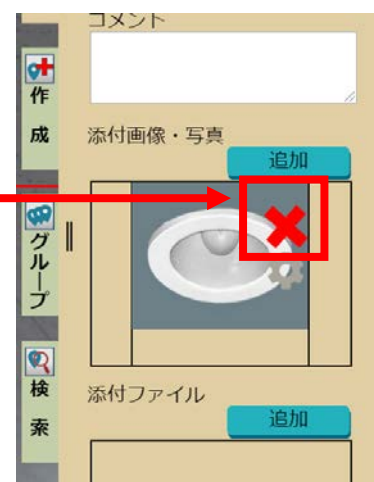 コメント
作成
添付画像・写真
追加
グループ
検索
添付ファイル
追加